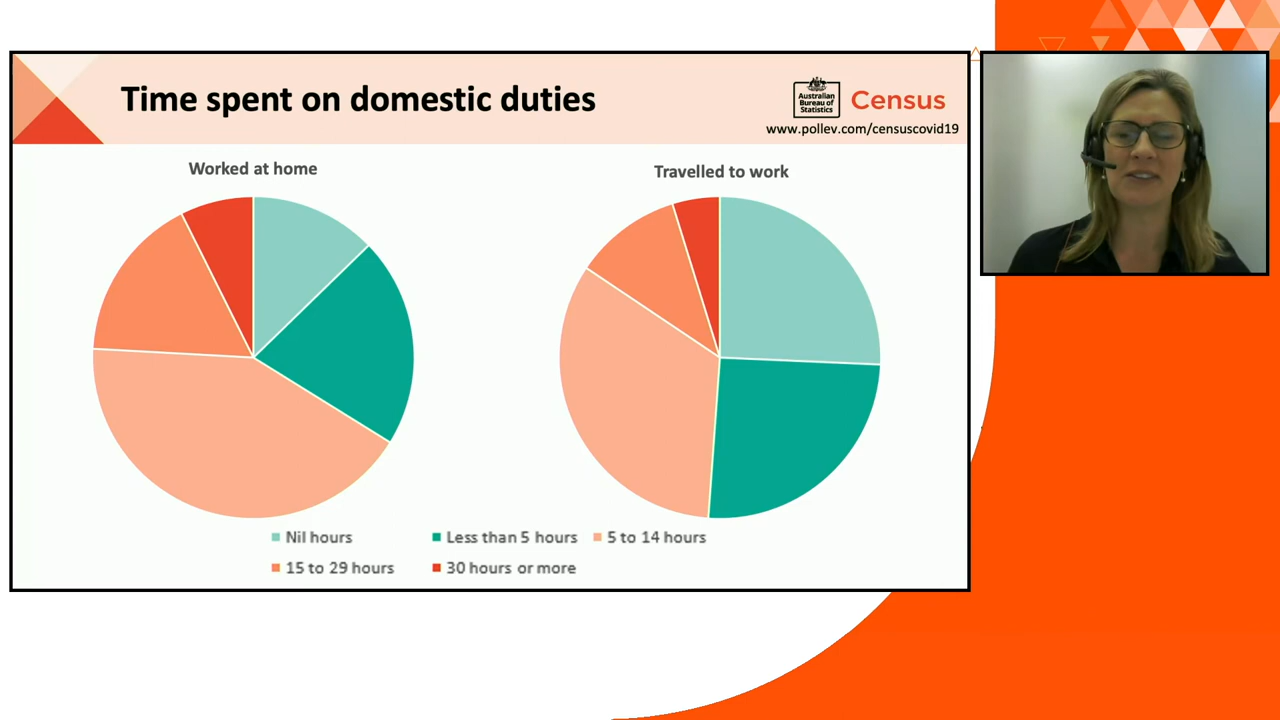 Time spent on domestic duties
Australian
Bureau of
Statistics
Census
www.pollev.com/censuscovid19
Worked at home
Travelled to work
Nil hours
Less than 5 hours
5 to 14 hours
15 to 29 hours
30 hours or more